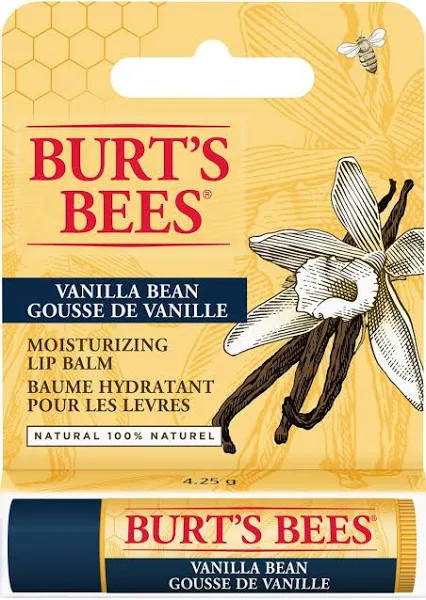 BURT'S
BEES®
VANILLA BEAN
GOUSSE DE VANILLE
MOISTURIZING
LIP BALM
BAUME HYDRATANT
POUR LES LEVRES
NATURAL 100% NATUREL
4.25 g
BURT'S BEES®
VANILLA BEAN
GOUSSE DE VANILLE